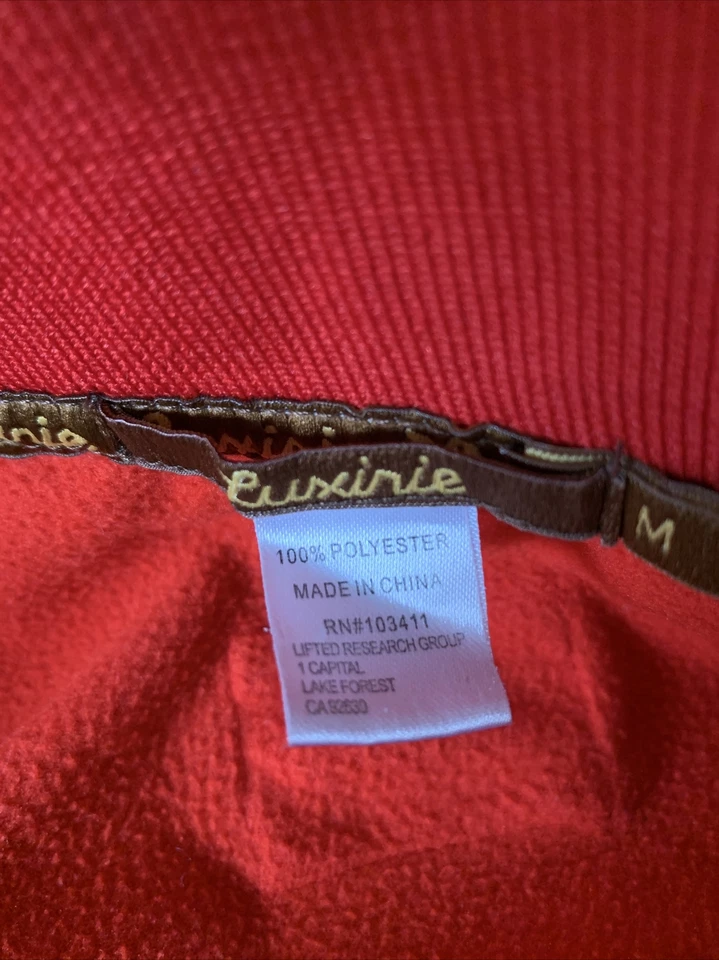 Luxirie
M
100% POLYESTER
MADE IN CHINA
RN#103411
LIFTED RESEARCH GROUP
1 CAPITAL
LAKE FOREST
CA 92630